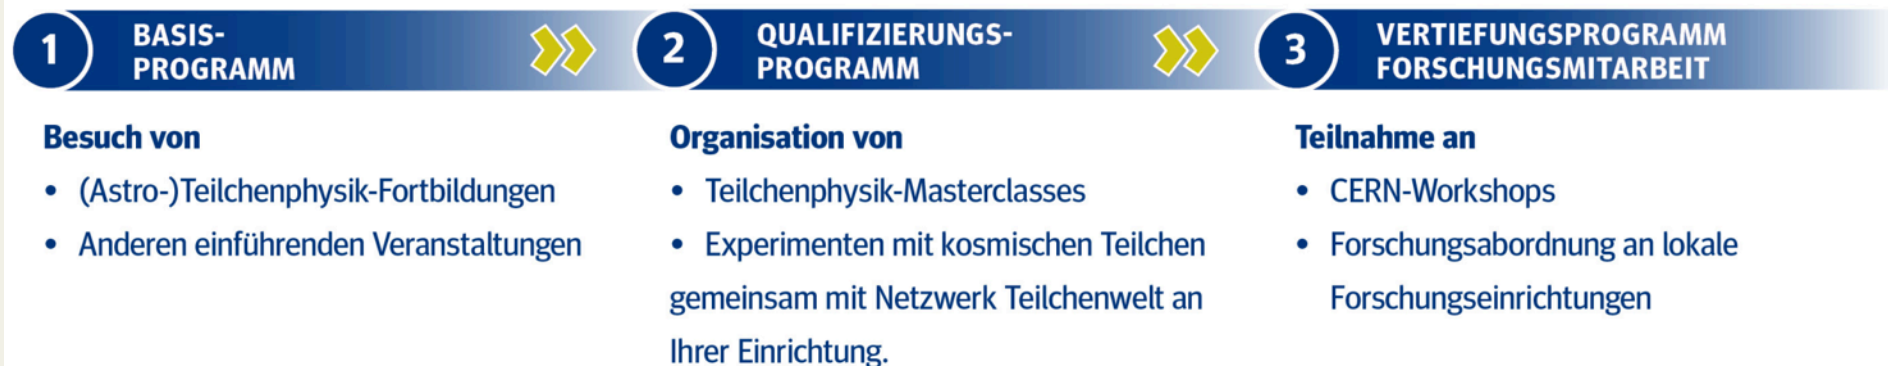 1
BASIS-
PROGRAMM
2
QUALIFIZIERUNGS-
PROGRAMM
3
VERTIEFUNGSPROGRAMM
FORSCHUNGSMITARBEIT
Besuch von
• (Astro-)Teilchenphysik-Fortbildungen
• Anderen einführenden Veranstaltungen
Organisation von
• Teilchenphysik-Masterclasses
• Experimenten mit kosmischen Teilchen
gemeinsam mit Netzwerk Teilchenwelt an
Ihrer Einrichtung.
Teilnahme an
• CERN-Workshops
• Forschungsabordnung an lokale
Forschungseinrichtungen